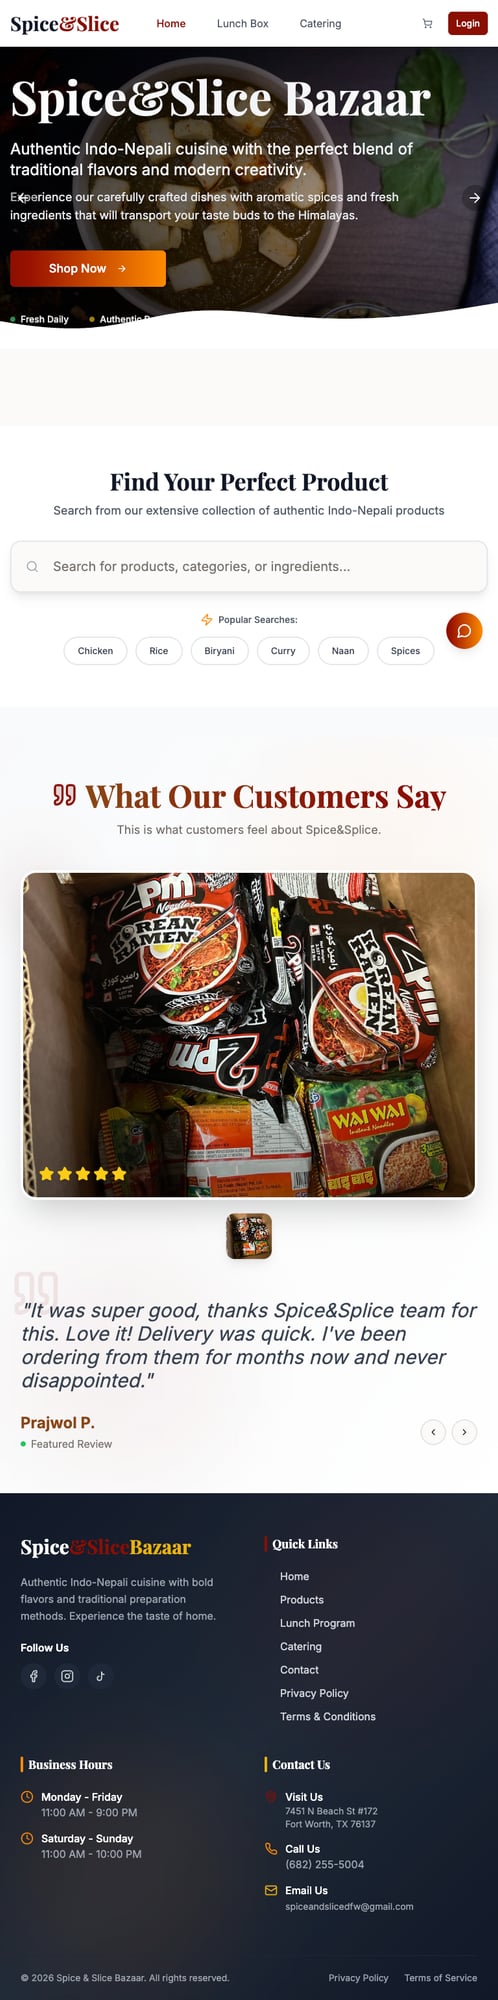 Spice&Slice
Home
Lunch Box
Catering
Login
Spice&Slice Bazaar
Authentic Indo-Nepali cuisine with the perfect blend of
traditional flavors and modern creativity.
Experience our carefully crafted dishes with aromatic spices and fresh
ingredients that will transport your taste buds to the Himalayas.
Shop Now
Fresh Daily
Authentic
Find Your Perfect Product
Search from our extensive collection of authentic Indo-Nepali products
Search for products, categories, or ingredients...
Popular Searches:
Chicken
Rice
Biryani
Curry
Naan
Spices
What Our Customers Say
This is what customers feel about Spice&Splice.
2pm
Noodles
KOREAN
RAMEN
2pm
KOREAN
RAMEN
2pm
2pm
WAI WAI
Instant Noodles
"It was super good, thanks Spice&Splice team for
this. Love it! Delivery was quick. I've been
ordering from them for months now and never
disappointed."
Prajwol P.
Featured Review
Spice&SliceBazaar
Authentic Indo-Nepali cuisine with bold
flavors and traditional preparation
methods. Experience the taste of home.
Follow Us
Quick Links
Home
Products
Lunch Program
Catering
Contact
Privacy Policy
Terms & Conditions
Business Hours
Monday - Friday
11:00 AM - 9:00 PM
Saturday - Sunday
11:00 AM - 10:00 PM
Contact Us
Visit Us
7451 N Beach St #172
Fort Worth, TX 76137
Call Us
(682) 255-5004
Email Us
spiceandslicedfw@gmail.com
© 2026 Spice & Slice Bazaar. All rights reserved.
Privacy Policy
Terms of Service